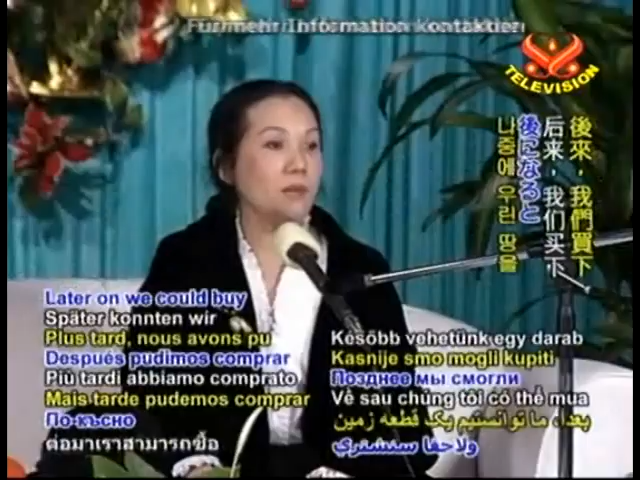 Für mehr Information kontaktier
TELEVISION
後來，我們買下
后来，我们买下
後になると
나중에 우린 땅을
Later on we could buy
Später konnten wir
Plus tard, nous avons pu
Después pudimos comprar
Più tardi abbiamo comprato
Mais tarde pudemos comprar
По-късно
ต่อมาเราสามารถซื้อ
Később vehetünk egy darab
Kasnije smo mogli kupiti
Позднее мы смогли
Về sau chúng tôi có thể mua
بعدا، ما توانستیم یک قطعه زمین
ولاحقا سنشتري